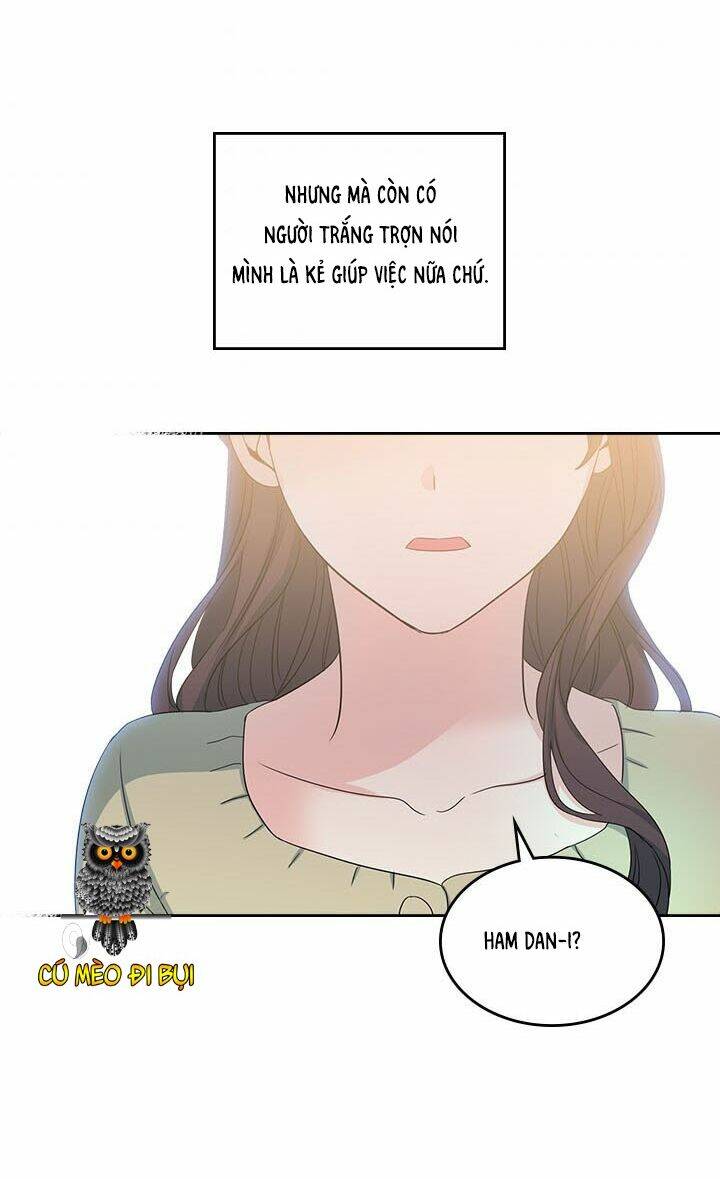 NHƯNG MÀ CÒN CÓ
NGƯỜI TRẮNG TRỢN NÓI
MÌNH LÀ KẺ GIÚP VIỆC NỮA CHỨ.
HAM DAN-I?
CÚ MÈO ĐI BỤI